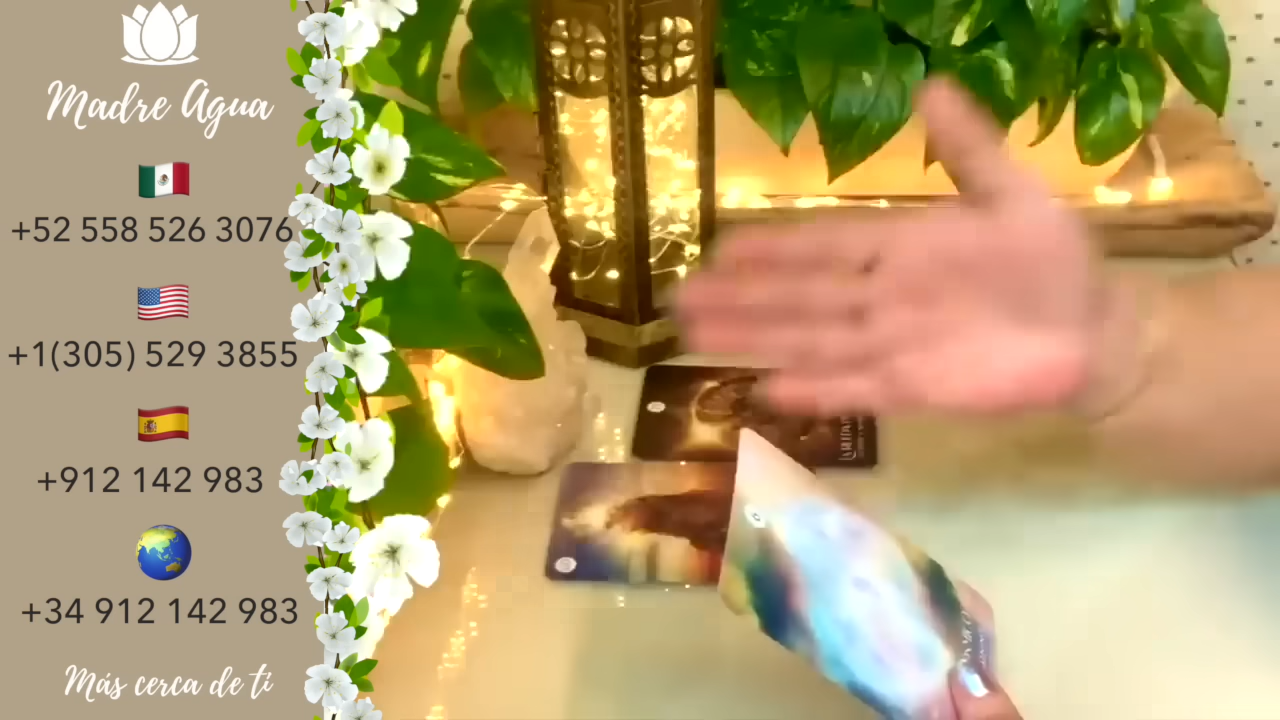 Madre Agua
+52 558 526 3076
+1(305) 529 3855
+912 142 983
+34 912 142 983
Más cerca de ti